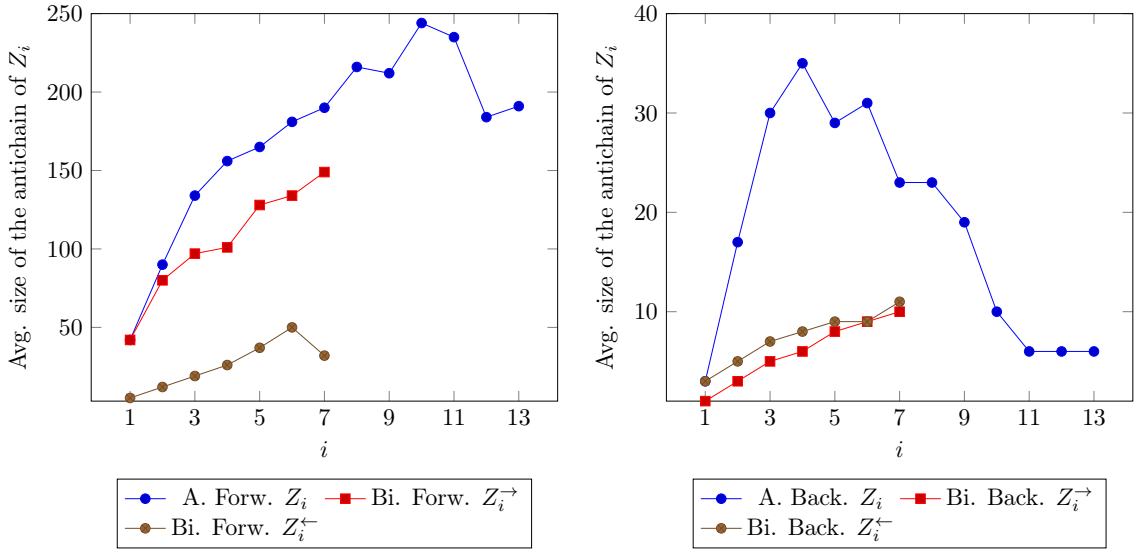 250
200
150
100
50
Avg. size of the antichain of Z_i
1 3 5 7 9 11 13
i
A. Forw. Z_i Bi. Forw. Z_i^→
Bi. Forw. Z_i^←
40
30
20
10
Avg. size of the antichain of Z_i
1 3 5 7 9 11 13
i
A. Back. Z_i Bi. Back. Z_i^→
Bi. Back. Z_i^←